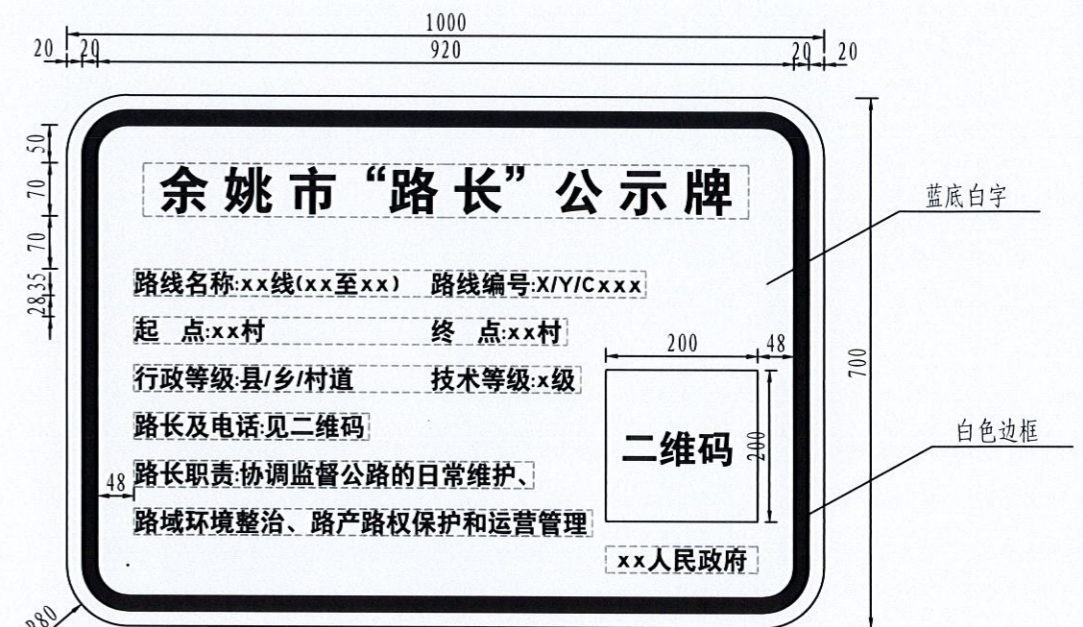 1000
20 20 920 20 20
50
余姚市“路长”公示牌
70
蓝底白字
70
路线名称:xx线(xx至xx) 路线编号:X/Y/Cxxx
35
28
起 点:xx村 终 点:xx村
200 48
700
行政等级:县/乡/村道 技术等级:x级
路长及电话:见二维码
二维码
200
白色边框
路长职责:协调监督公路的日常维护、
48
路域环境整治、路产路权保护和运营管理
xx人民政府